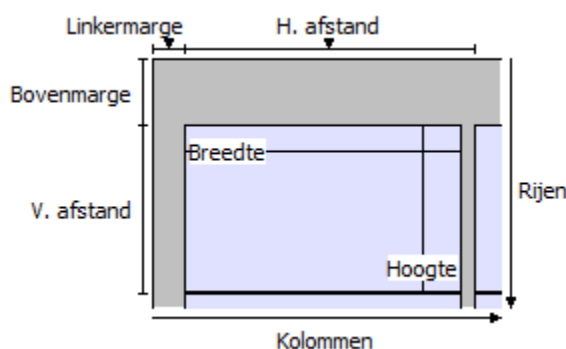 Linkermarge H. afstand
Bovenmarge
Breedte
V. afstand
Rijen
Hoogte
Kolommen